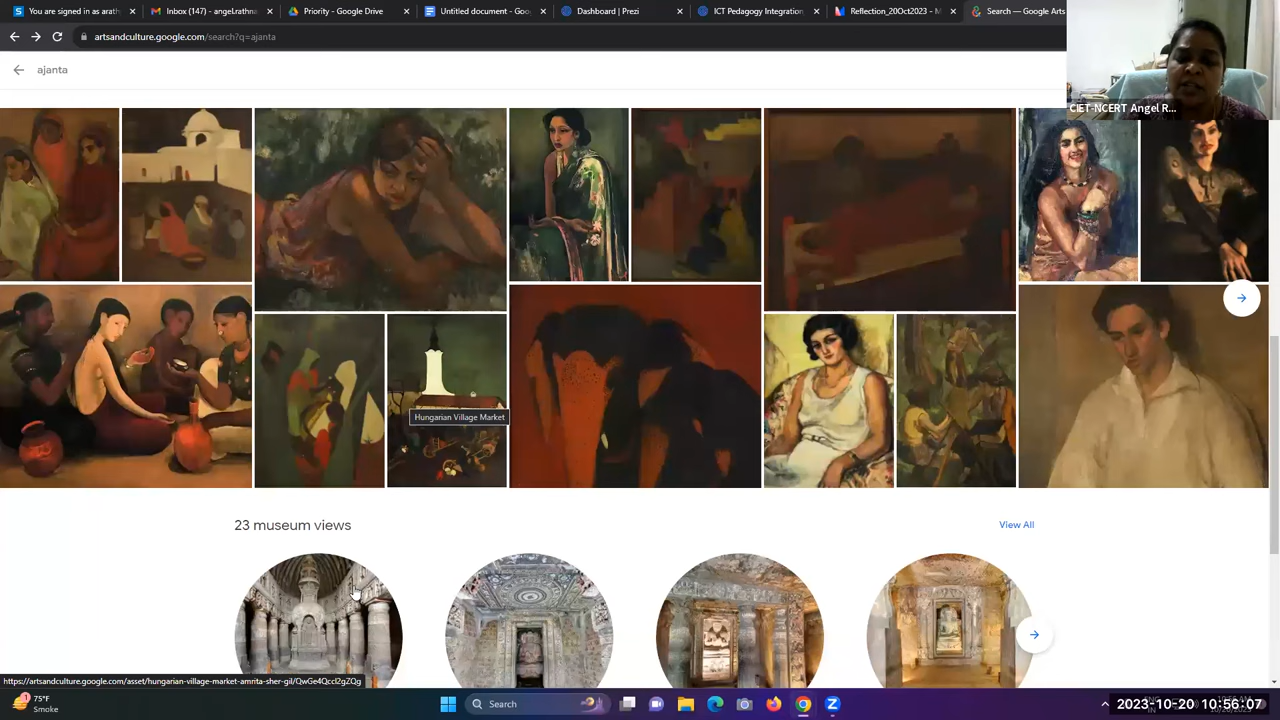 You are signed in as arath
Inbox (147) - angel.rathna
Priority - Google Drive
Untitled document - Goo
Dashboard | Prezi
ICT Pedagogy Integration
Reflection_20Oct2023 - M
Search — Google Arts
artsandculture.google.com/search?q=ajanta
ajanta
CIET-NCERT Angel R...
Hungarian Village Market
23 museum views
View All
https://artsandculture.google.com/asset/hungarian-village-market-amrita-sher-gil/QwGe4QccI2gZQg
75°F
Smoke
Search
2023-10-20 10:56:07